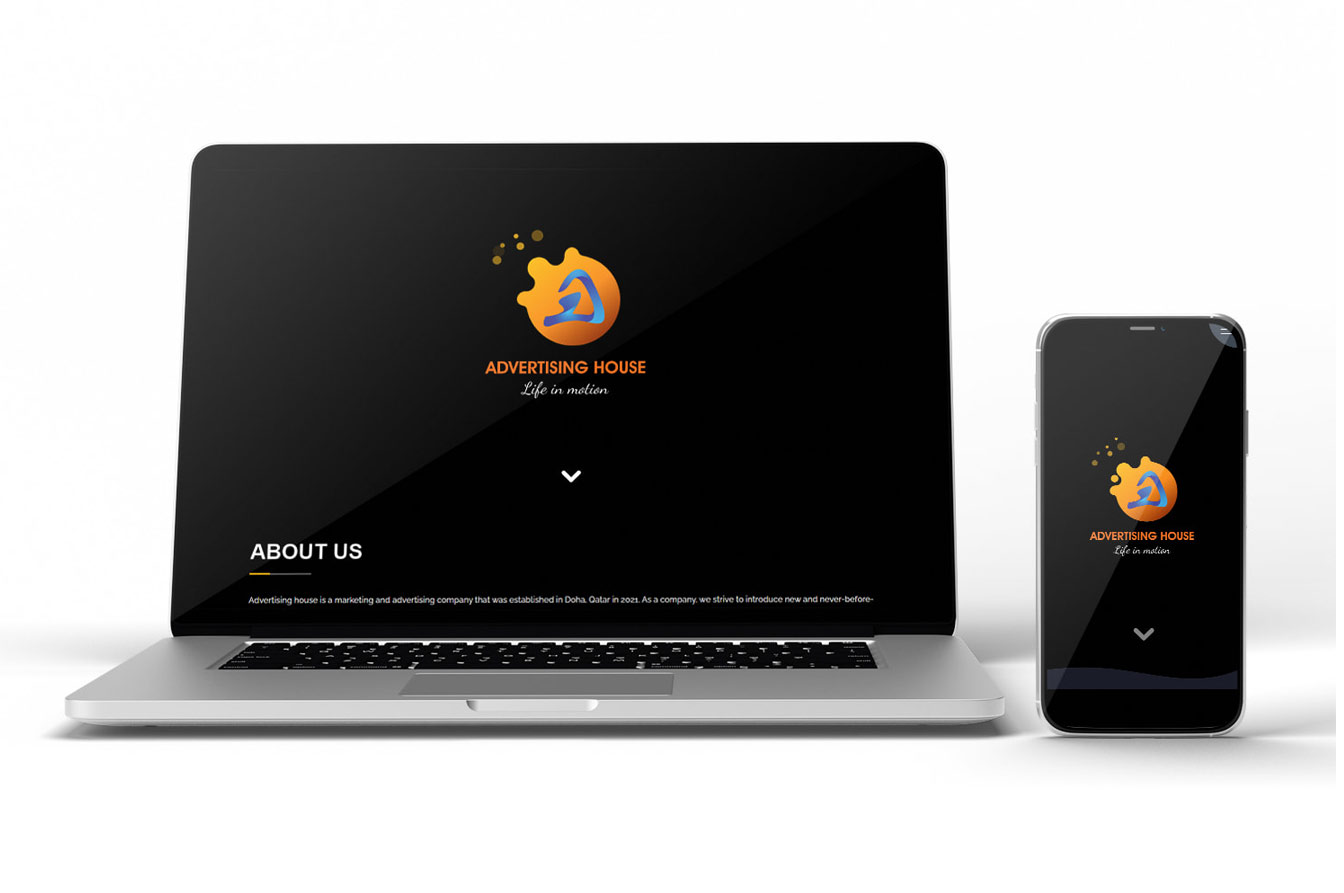 ADVERTISING HOUSE
Life in motion
ABOUT US
Advertising house is a marketing and advertising company that was established in Doha, Qatar in 2021. As a company, we strive to introduce new and never-before-
ADVERTISING HOUSE
Life in motion